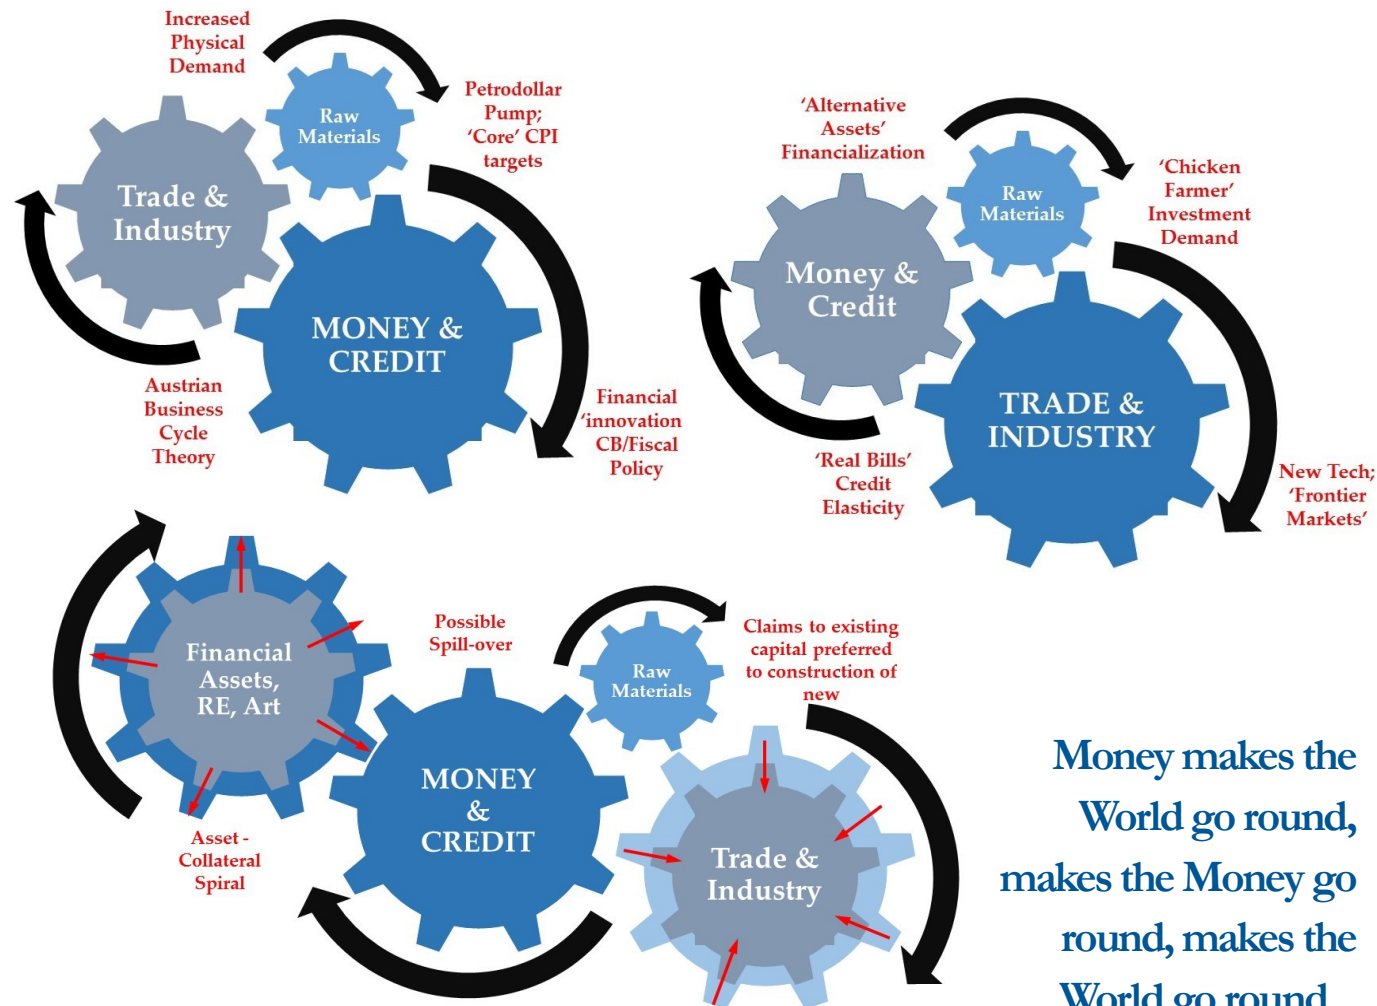 Increased
Physical
Demand
Raw
Materials
Petrodollar
Pump;
‘Core’ CPI
targets
Trade &
Industry
MONEY &
CREDIT
Austrian
Business
Cycle
Theory
Financial
‘innovation
CB/Fiscal
Policy
‘Alternative
Assets’
Financialization
Raw
Materials
‘Chicken
Farmer’
Investment
Demand
Money &
Credit
TRADE &
INDUSTRY
‘Real Bills’
Credit
Elasticity
New Tech;
‘Frontier
Markets’
Financial
Assets,
RE, Art
Possible
Spill-over
Raw
Materials
Claims to existing
capital preferred
to construction of
new
MONEY
&
CREDIT
Asset -
Collateral
Spiral
Trade &
Industry
Money makes the
World go round,
makes the Money go
round, makes the
World go round